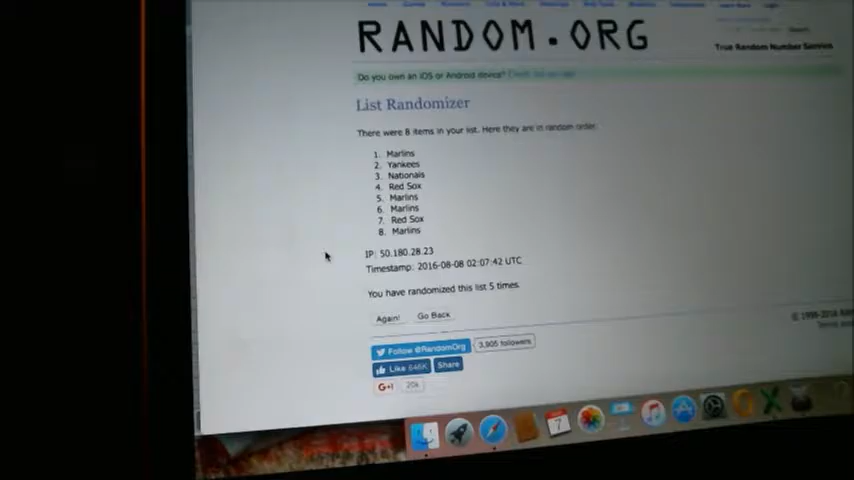 RANDOM.ORG
True Random Number Service
Do you own an iOS or Android device?
List Randomizer
There were 8 items in your list. Here they are in random order:
1. Marlins
2. Yankees
3. Nationals
4. Red Sox
5. Marlins
6. Marlins
7. Red Sox
8. Marlins
IP: 50.180.28.23
Timestamp: 2016-08-08 02:07:42 UTC
You have randomized this list 5 times.
Again! Go Back
Follow @RandomOrg 3,905 followers
Like 646K Share
G+1 20k
7